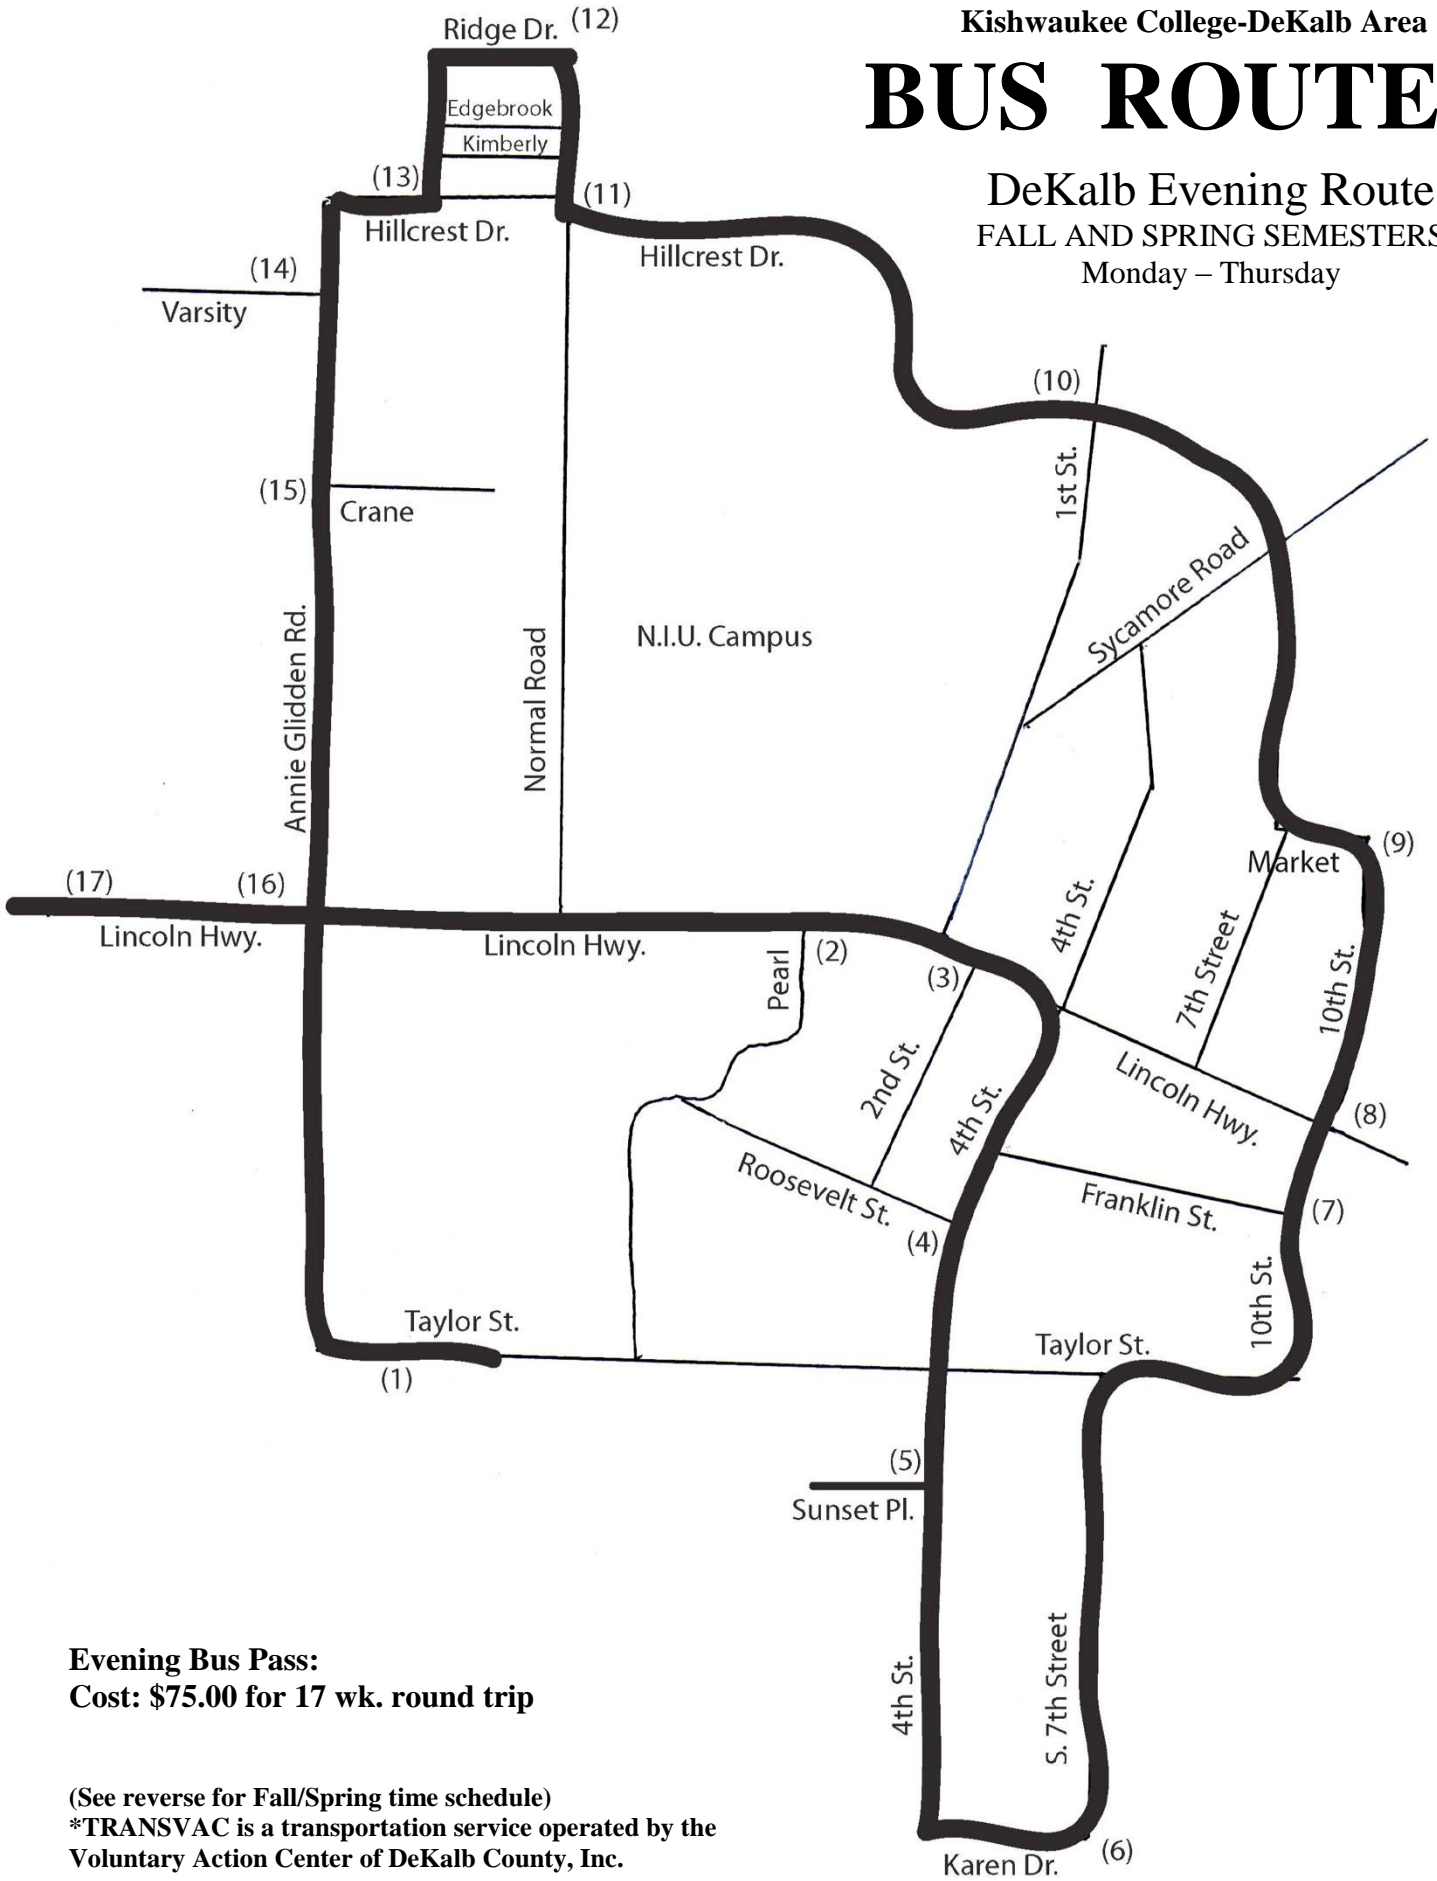 Kishwaukee College-DeKalb Area
BUS ROUTE
DeKalb Evening Route
FALL AND SPRING SEMESTERS
Monday – Thursday
Ridge Dr. (12)
Edgebrook
Kimberly
(13)
(11)
Hillcrest Dr.
Hillcrest Dr.
(14)
Varsity
(10)
1st St.
(15)
Crane
Sycamore Road
Annie Glidden Rd.
Normal Road
N.I.U. Campus
(9)
Market
(17)
(16)
Lincoln Hwy.
Lincoln Hwy.
Pearl
(2)
(3)
4th St.
7th Street
10th St.
2nd St.
4th St.
Lincoln Hwy.
(8)
Roosevelt St.
(4)
Franklin St.
(7)
10th St.
Taylor St.
(1)
Taylor St.
(5)
Sunset Pl.
4th St.
S. 7th Street
Karen Dr.
(6)
Evening Bus Pass:
Cost: $75.00 for 17 wk. round trip
(See reverse for Fall/Spring time schedule)
*TRANSVAC is a transportation service operated by the
Voluntary Action Center of DeKalb County, Inc.